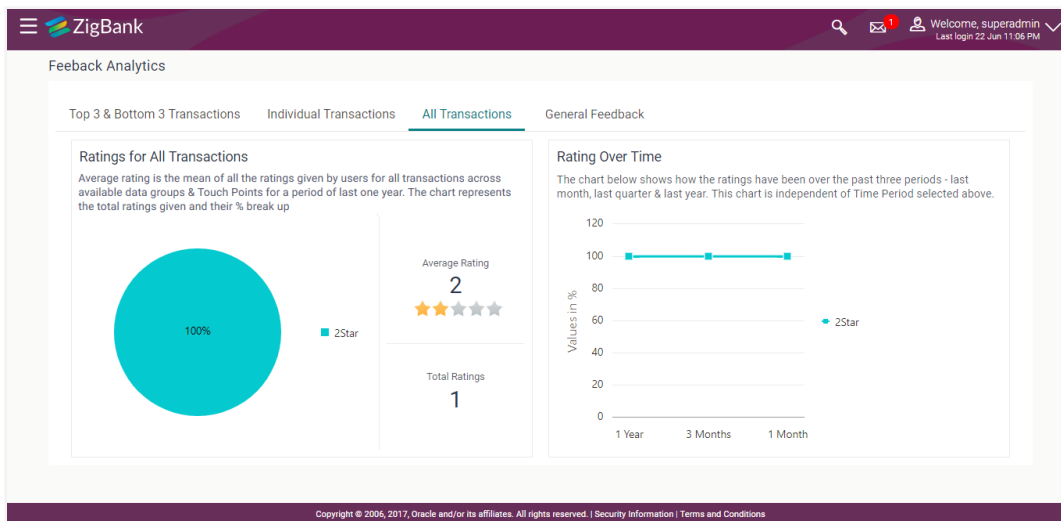 ZigBank
1
Welcome, superadmin
Last login 22 Jun 11:06 PM
Feeback Analytics
Top 3 & Bottom 3 Transactions
Individual Transactions
All Transactions
General Feedback
Ratings for All Transactions
Average rating is the mean of all the ratings given by users for all transactions across
available data groups & Touch Points for a period of last one year. The chart represents
the total ratings given and their % break up
100%
2Star
Average Rating
2
Total Ratings
1
Rating Over Time
The chart below shows how the ratings have been over the past three periods - last
month, last quarter & last year. This chart is independent of Time Period selected above.
Values in %
120
100
80
60
40
20
0
1 Year
3 Months
1 Month
2Star
Copyright © 2006, 2017, Oracle and/or its affiliates. All rights reserved. | Security Information | Terms and Conditions